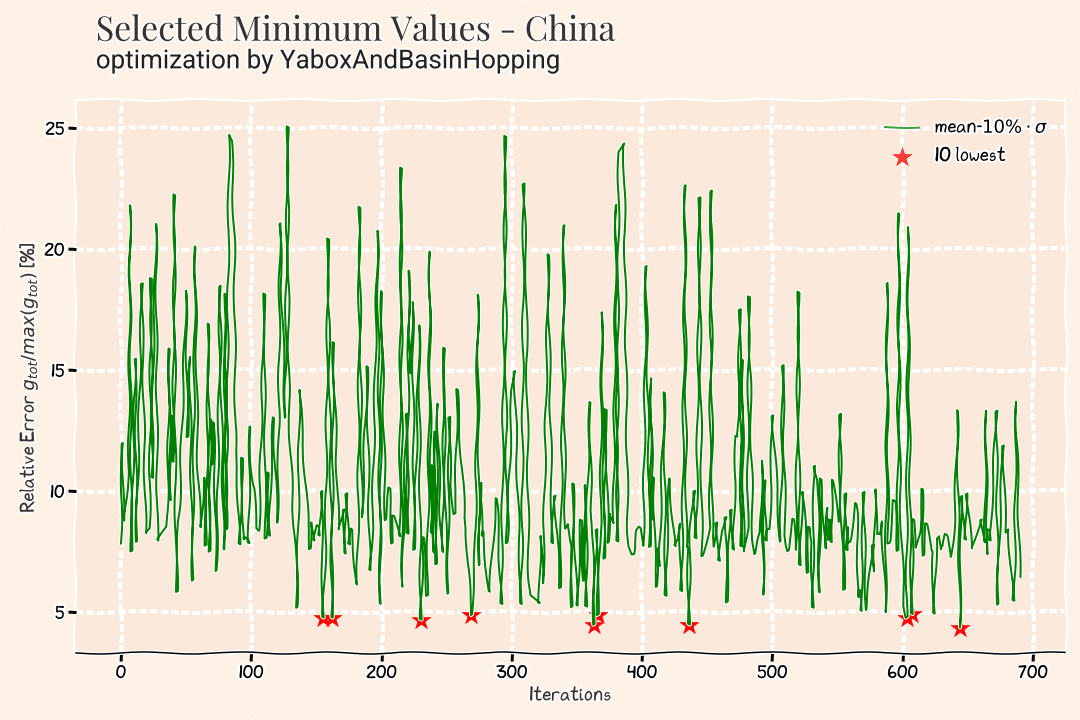 Selected Minimum Values - China
optimization by YaboxAndBasinHopping
Relative Error g_tot/max(g_tot) [%]
25
20
15
10
5
mean-10% · σ
10 lowest
0 100 200 300 400 500 600 700
Iterations